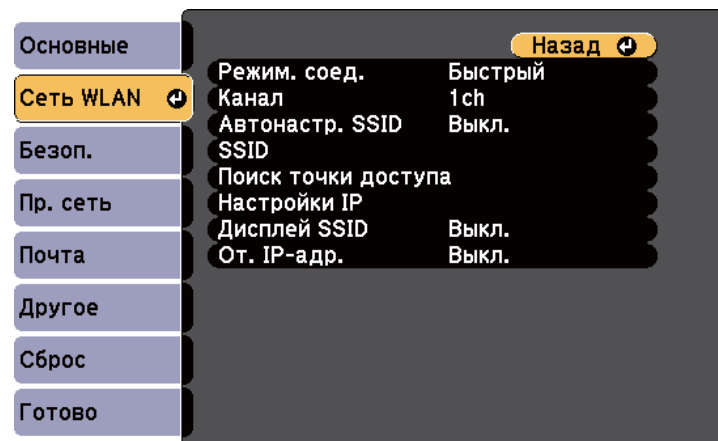 Основные
Сеть WLAN
Безоп.
Пр. сеть
Почта
Другое
Сброс
Готово
Назад
Режим. соед. Быстрый
Канал 1ch
Автонастр. SSID Выкл.
SSID
Поиск точки доступа
Настройки IP
Дисплей SSID Выкл.
От. IP-адр. Выкл.